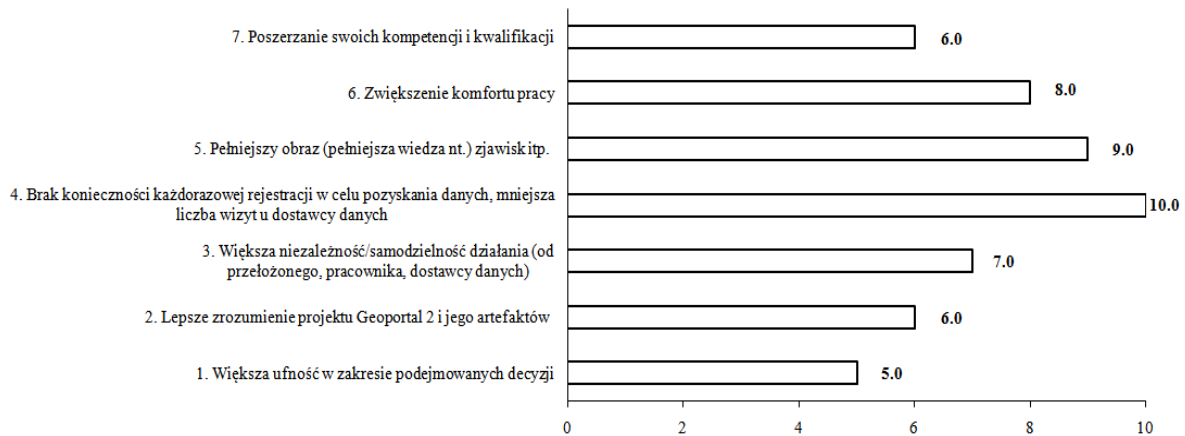 7. Poszerzanie swoich kompetencji i kwalifikacji
6.0
6. Zwiększenie komfortu pracy
8.0
5. Pełniejszy obraz (pełniejsza wiedza nt.) zjawisk itp.
9.0
4. Brak konieczności każdorazowej rejestracji w celu pozyskania danych, mniejsza
liczba wizyt u dostawcy danych
10.0
3. Większa niezależność/samodzielność działania (od
przełożonego, pracownika, dostawcy danych)
7.0
2. Lepsze zrozumienie projektu Geoportal 2 i jego artefaktów
6.0
1. Większa ufność w zakresie podejmowanych decyzji
5.0
0 2 4 6 8 10